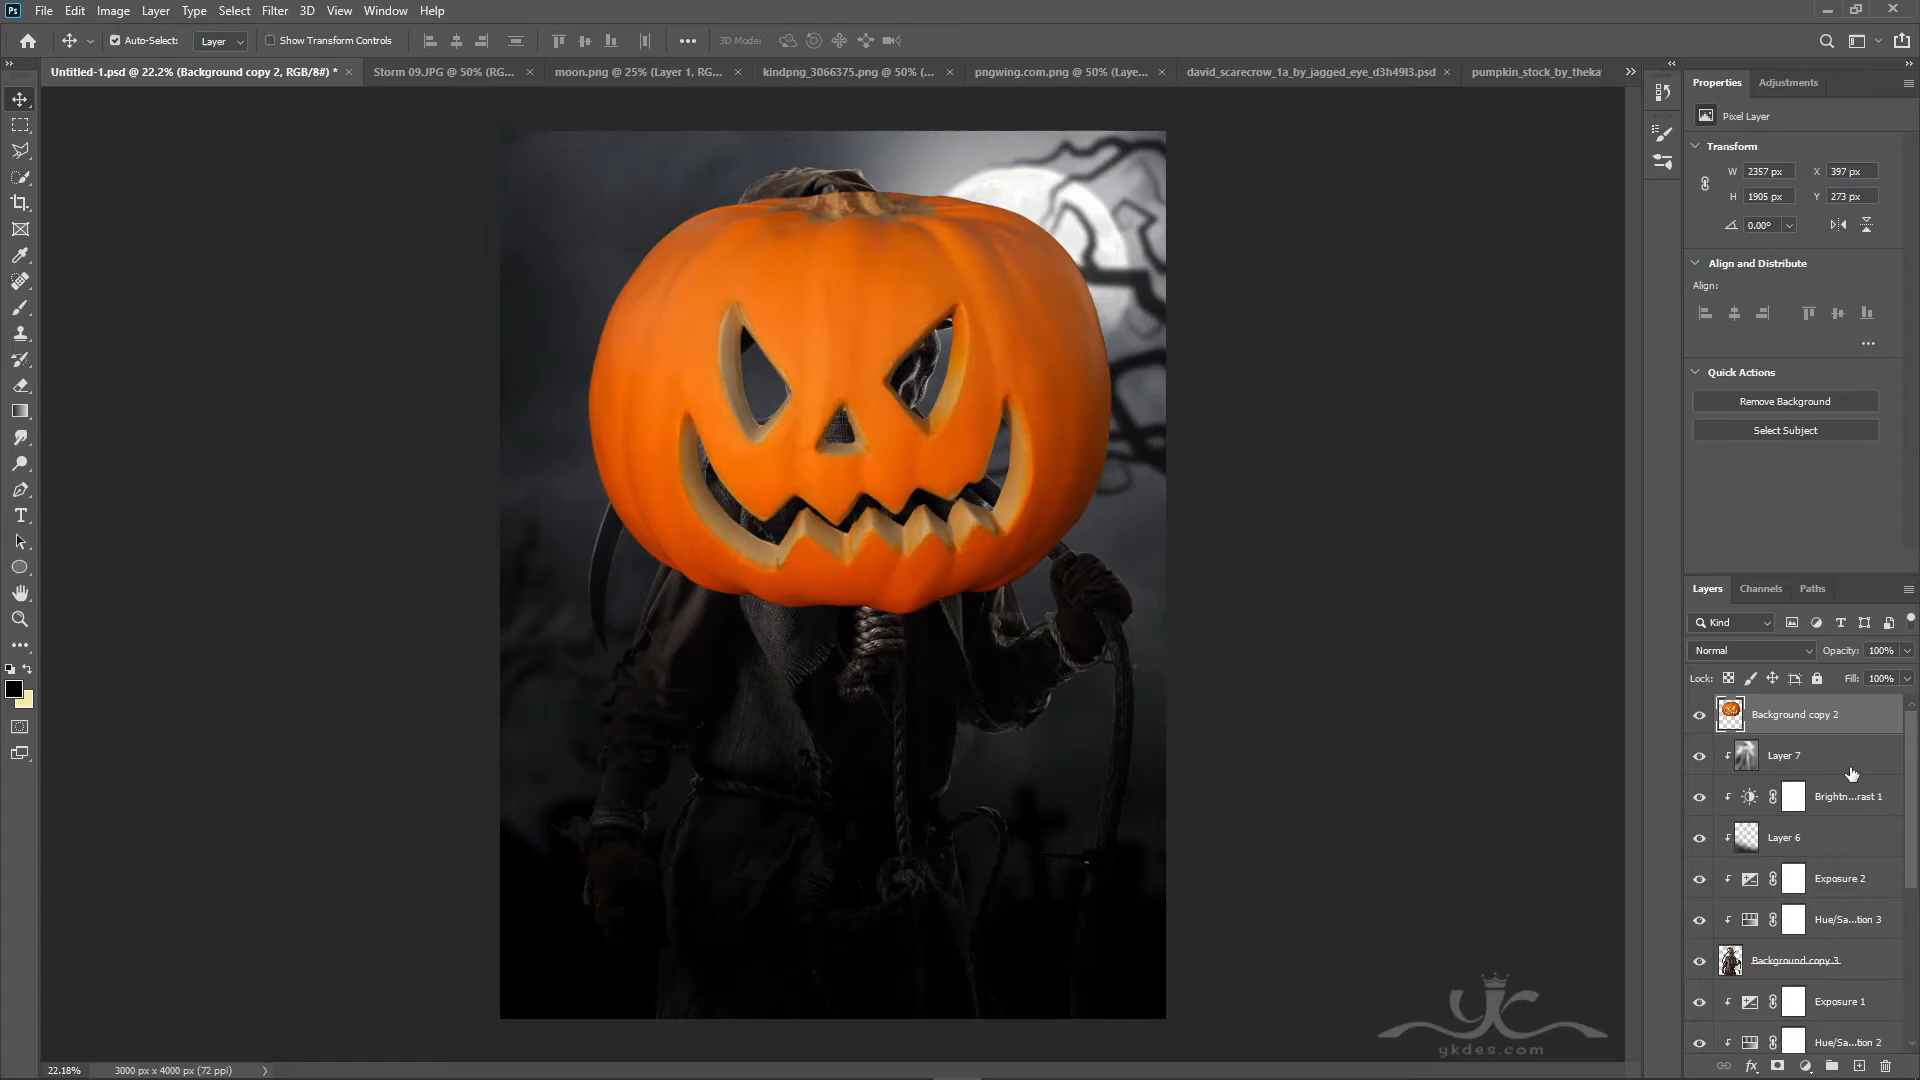 Ps File Edit Image Layer Type Select Filter 3D View Window Help
Auto-Select: Layer Show Transform Controls 3D Mode:
Untitled-1.psd @ 22.2% (Background copy 2, RGB/8#) * Storm 09.JPG @ 50% (RG... moon.png @ 25% (Layer 1, RG... kindpng_3066375.png @ 50% (... pngwing.com.png @ 50% (Laye... david_scarecrow_1a_by_jagged_eye_d3h49l3.psd pumpkin_stock_by_theka
Properties Adjustments
Pixel Layer
Transform
W 2357 px X 397 px
H 1905 px Y 273 px
0.00°
Align and Distribute
Align:
Quick Actions
Remove Background
Select Subject
Layers Channels Paths
Kind
Normal Opacity: 100%
Lock: Fill: 100%
Background copy 2
Layer 7
Brightn...rast 1
Layer 6
Exposure 2
Hue/Sa...tion 3
Background copy 3
Exposure 1
Hue/Sa...tion 2
yc
ykdes.com
22.18% 3000 px x 4000 px (72 ppi)